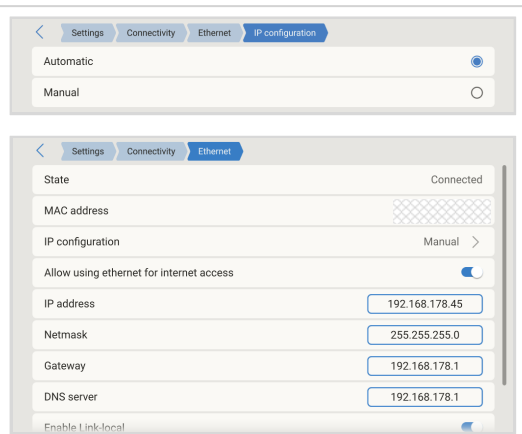 Settings Connectivity Ethernet IP configuration
Automatic
Manual
Settings Connectivity Ethernet
State Connected
MAC address
IP configuration Manual
Allow using ethernet for internet access
IP address 192.168.178.45
Netmask 255.255.255.0
Gateway 192.168.178.1
DNS server 192.168.178.1
Enable Link-local